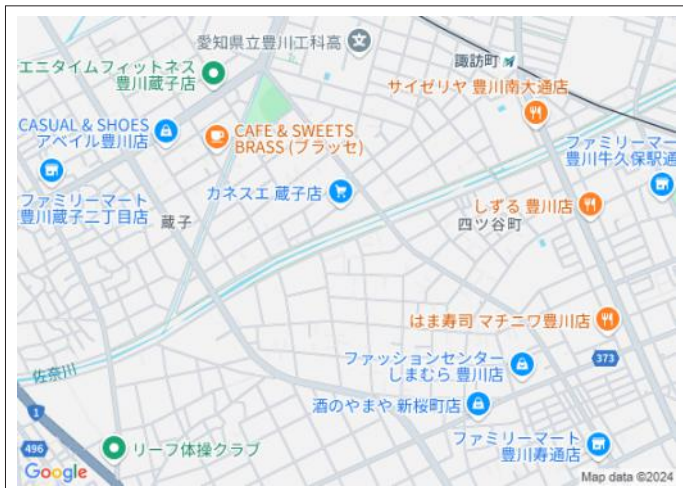 愛知県立豊川工科高
諏訪町
エニタイムフィットネス
豊川蔵子店
サイゼリヤ 豊川南大通店
CASUAL & SHOES
アベイル豊川店
CAFE & SWEETS
BRASS (ブラッセ)
ファミリーマート
豊川牛久保駅通
カネスエ 蔵子店
ファミリーマート
豊川蔵子二丁目店
蔵子
しずる 豊川店
四ツ谷町
はま寿司 マチニワ豊川店
ファッションセンター
しまむら 豊川店
373
佐奈川
酒のやまや 新桜町店
1
496
リーフ体操クラブ
ファミリーマート
豊川寿通店
Google
Map data ©2024